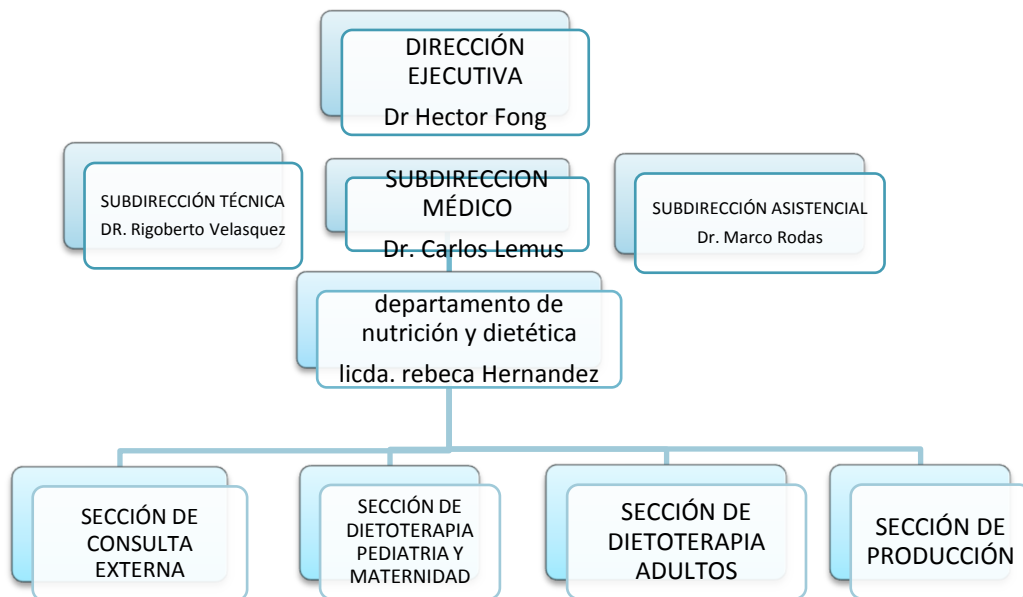 DIRECCIÓN
EJECUTIVA
Dr Hector Fong
SUBDIRECCIÓN TÉCNICA
DR. Rigoberto Velasquez
SUBDIRECCION
MÉDICO
Dr. Carlos Lemus
SUBDIRECCIÓN ASISTENCIAL
Dr. Marco Rodas
departamento de
nutrición y dietética
licda. rebeca Hernandez
SECCIÓN DE
CONSULTA
EXTERNA
SECCIÓN DE
DIETOTERAPIA
PEDIATRIA Y
MATERNIDAD
SECCIÓN DE
DIETOTERAPIA
ADULTOS
SECCIÓN DE
PRODUCCIÓN